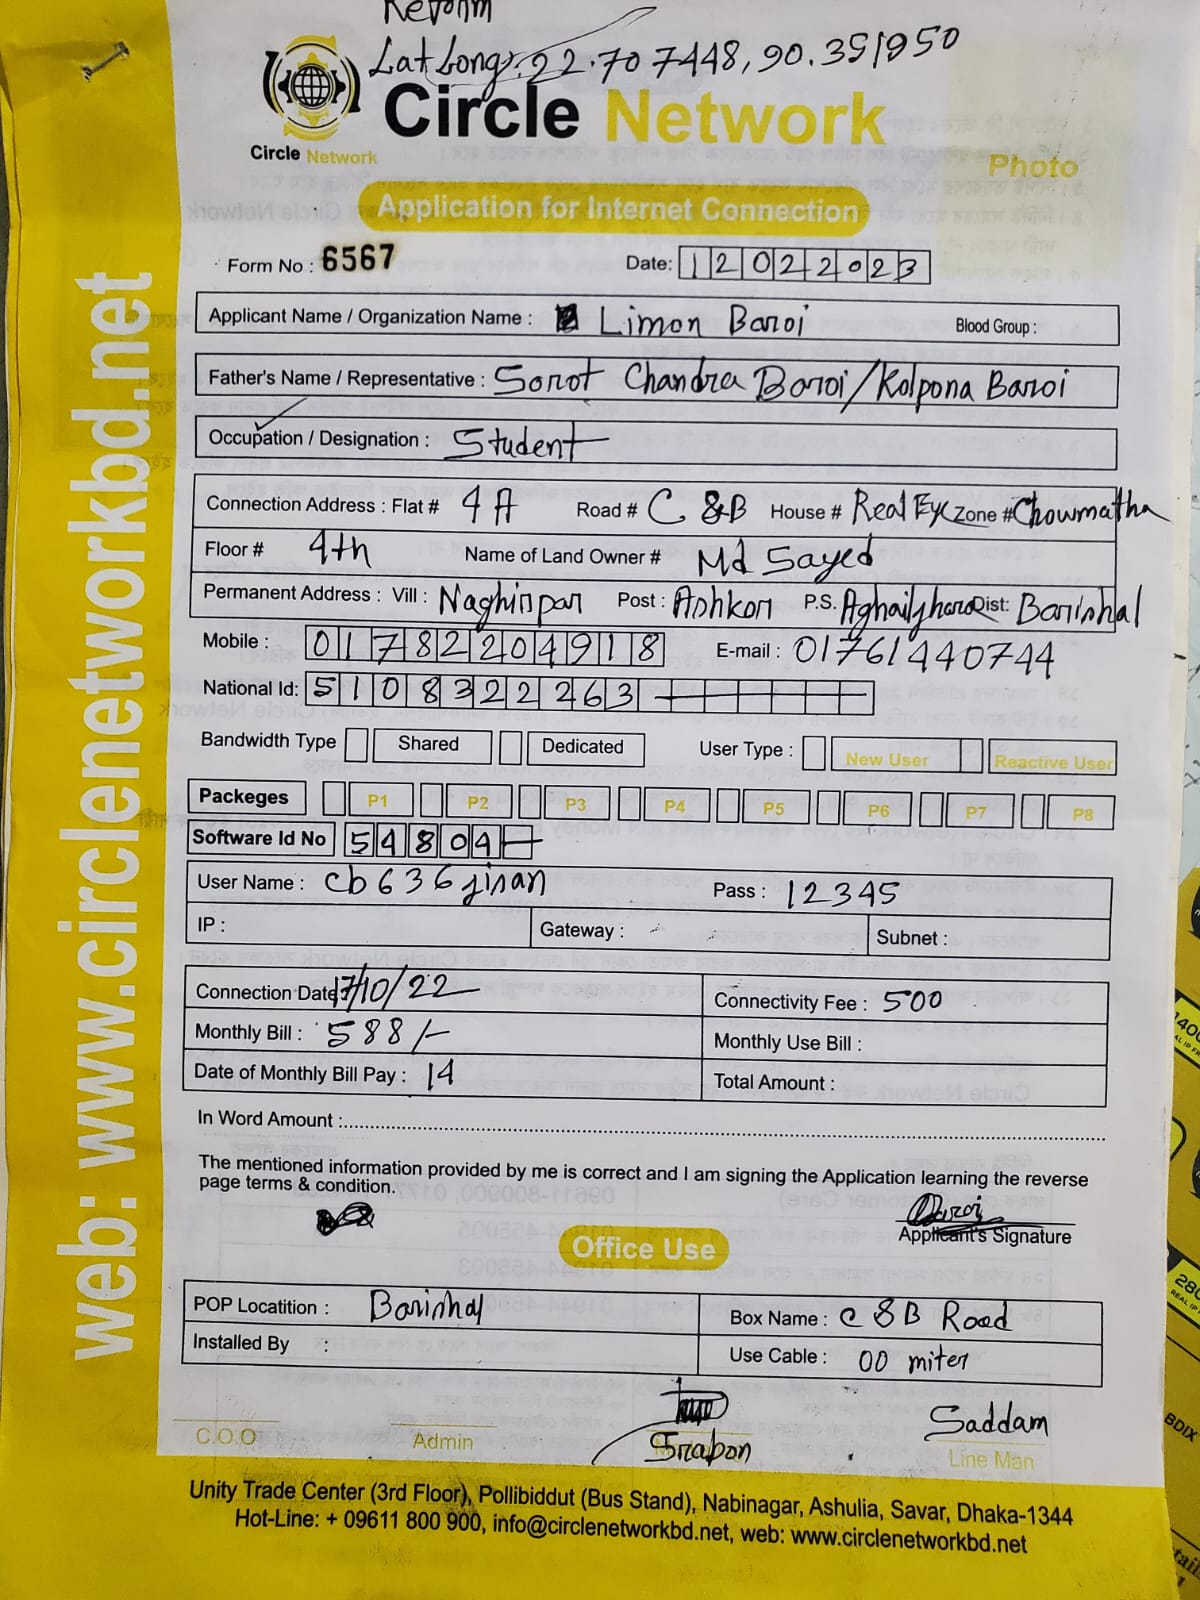 Reform
Lat Long: 22.707448, 90.351950
Circle Network
Circle Network
Photo
Application for Internet Connection
Form No : 6567
Date: 12022023
Applicant Name / Organization Name : Limon Baroi Blood Group :
Father's Name / Representative : Sorot Chandra Baroi/Kolpona Baroi
Occupation / Designation : Student
Connection Address : Flat # 4A Road # C&B House # Real Eye Zone # Chowmatha
Floor # 4th Name of Land Owner # Md Sayed
Permanent Address : Vill : Naghirpar Post : Ashkor P.S. Aghailjhara Dist: Barishal
Mobile : 01782204918 E-mail : 01761440744
National Id: 5108322263
Bandwidth Type Shared Dedicated User Type : New User Reactive User
Packeges P1 P2 P3 P4 P5 P6 P7 P8
Software Id No 54804
User Name : cb636jisan Pass : 12345
IP : Gateway : Subnet :
Connection Date 17/10/22 Connectivity Fee : 500
Monthly Bill : 588/- Monthly Use Bill :
Date of Monthly Bill Pay : 14 Total Amount :
In Word Amount :
The mentioned information provided by me is correct and I am signing the Application learning the reverse
page terms & condition.
Baroi
Applicant's Signature
Office Use
POP Locatition : Barishal Box Name : C&B Road
Installed By : Use Cable : 00 miter
Srabon Saddam
C.O.O Admin Line Man
Unity Trade Center (3rd Floor), Pollibiddut (Bus Stand), Nabinagar, Ashulia, Savar, Dhaka-1344
Hot-Line: + 09611 800 900, info@circlenetworkbd.net, web: www.circlenetworkbd.net
web: www.circlenetworkbd.net